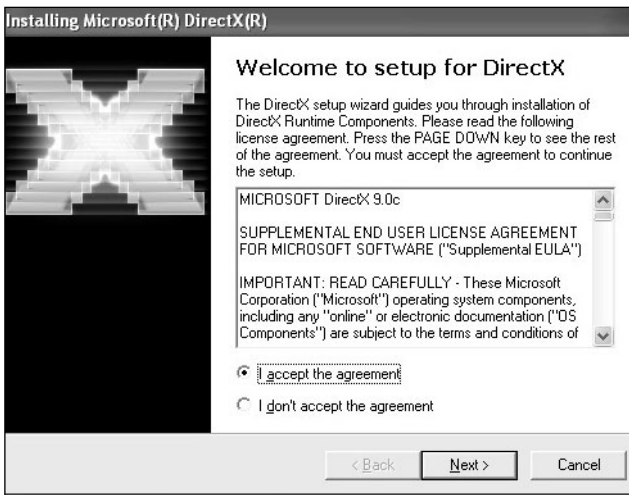 Installing Microsoft(R) DirectX(R)
Welcome to setup for DirectX
The DirectX setup wizard guides you through installation of
DirectX Runtime Components. Please read the following
license agreement. Press the PAGE DOWN key to see the rest
of the agreement. You must accept the agreement to continue
the setup.
MICROSOFT DirectX 9.0c
SUPPLEMENTAL END USER LICENSE AGREEMENT
FOR MICROSOFT SOFTWARE ("Supplemental EULA")
IMPORTANT: READ CAREFULLY - These Microsoft
Corporation ("Microsoft") operating system components,
including any "online" or electronic documentation ("OS
Components") are subject to the terms and conditions of
I accept the agreement
I don't accept the agreement
< Back
Next >
Cancel